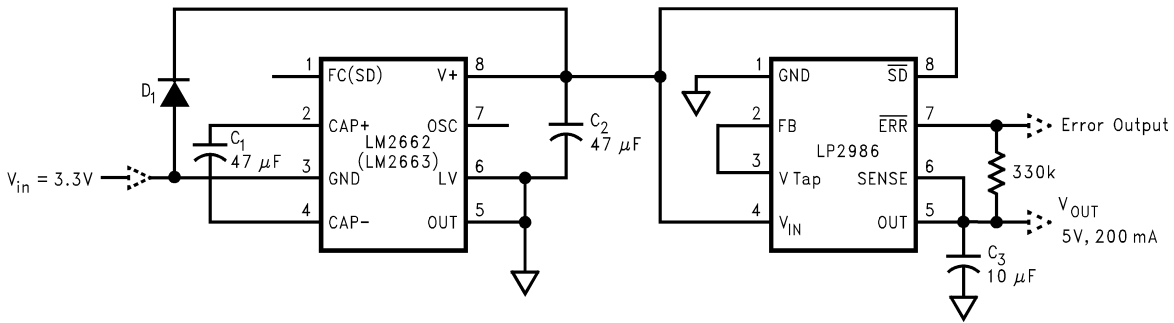 1 FC(SD) V+ 8
D1
2 CAP+ OSC 7
C1
47 μF
LM2662
(LM2663)
Vin = 3.3V
3 GND LV 6
4 CAP- OUT 5
C2
47 μF
1 GND SD 8
2 FB ERR 7
LP2986
3 V Tap SENSE 6
4 VIN OUT 5
Error Output
330k
VOUT
5V, 200 mA
C3
10 μF